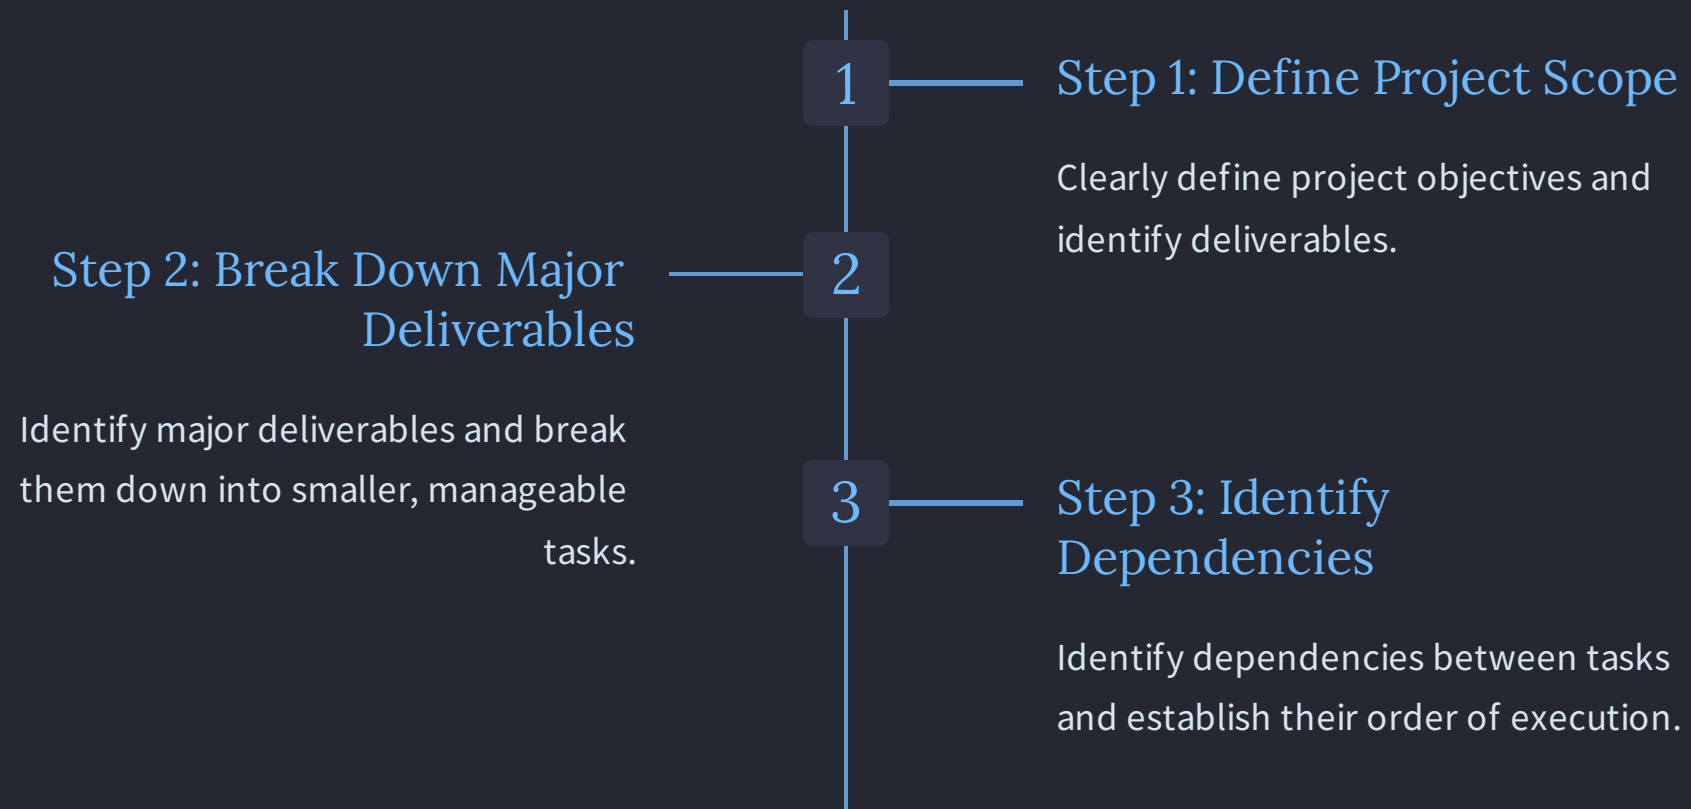 1
Step 1: Define Project Scope
Clearly define project objectives and
identify deliverables.
2
Step 2: Break Down Major
Deliverables
Identify major deliverables and break
them down into smaller, manageable
tasks.
3
Step 3: Identify
Dependencies
Identify dependencies between tasks
and establish their order of execution.